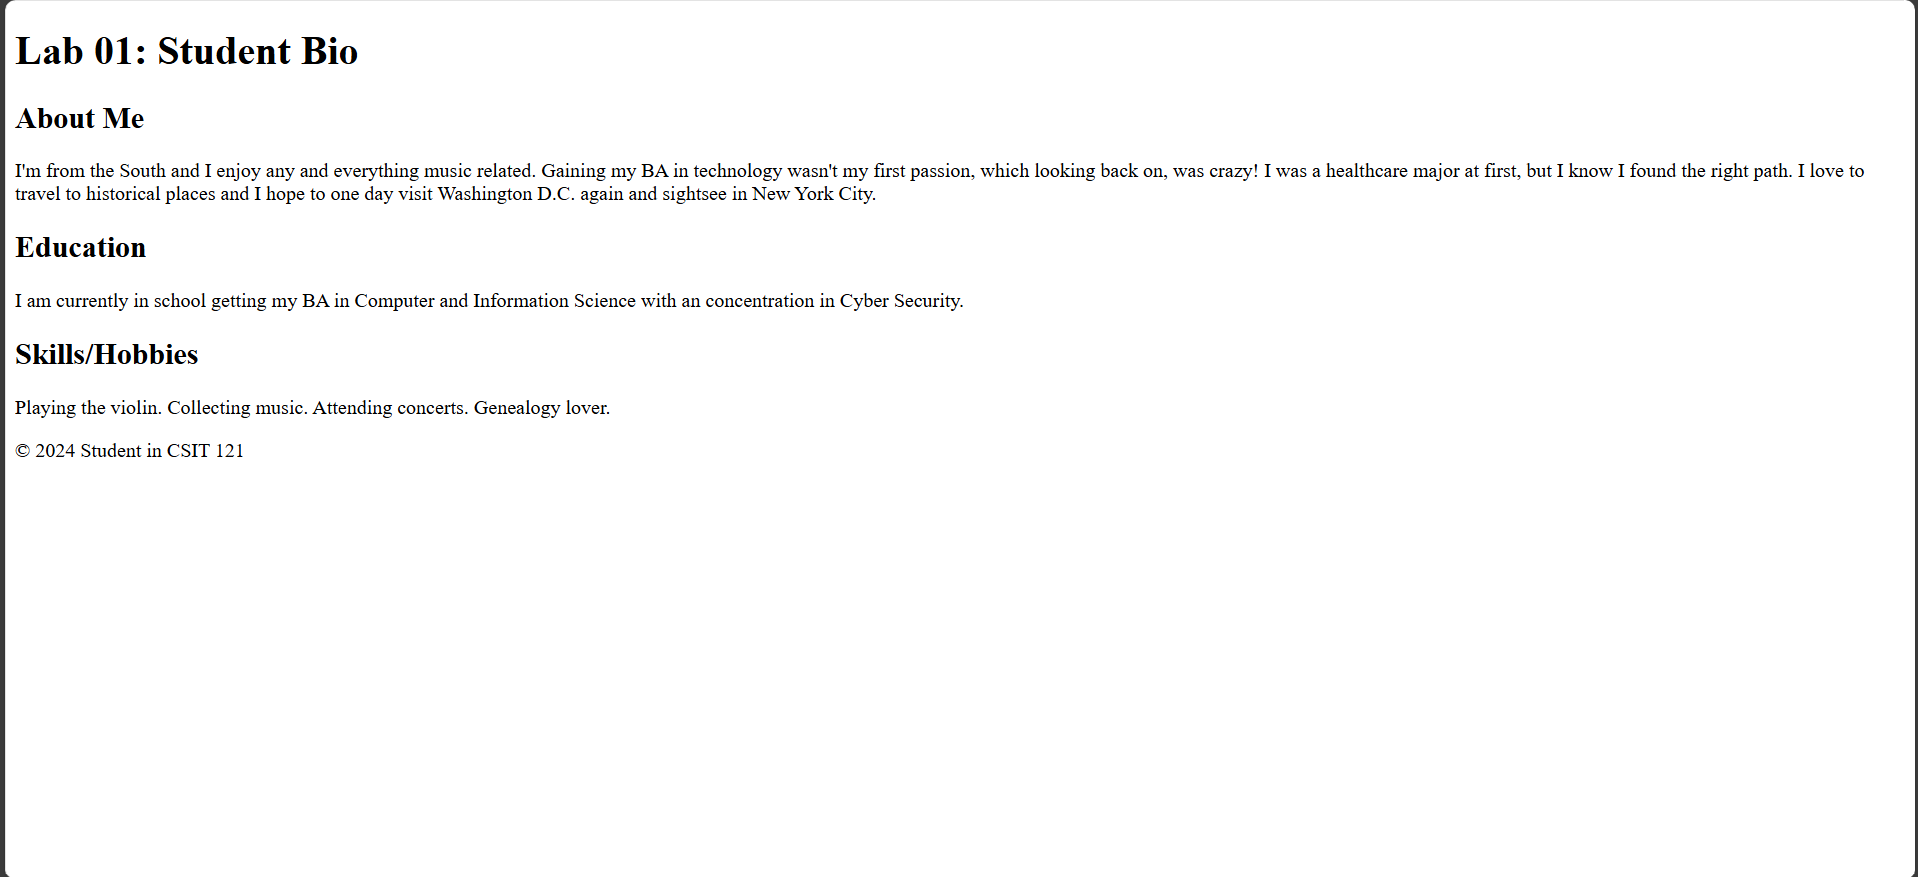 Lab 01: Student Bio
About Me
I'm from the South and I enjoy any and everything music related. Gaining my BA in technology wasn't my first passion, which looking back on, was crazy! I was a healthcare major at first, but I know I found the right path. I love to
travel to historical places and I hope to one day visit Washington D.C. again and sightsee in New York City.
Education
I am currently in school getting my BA in Computer and Information Science with an concentration in Cyber Security.
Skills/Hobbies
Playing the violin. Collecting music. Attending concerts. Genealogy lover.
© 2024 Student in CSIT 121